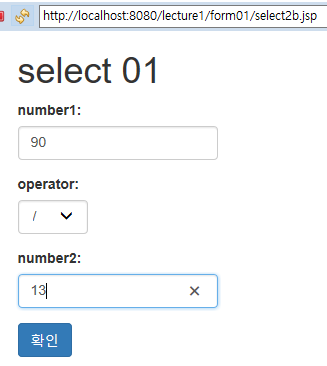 http://localhost:8080/lecture1/form01/select2b.jsp
select 01
number1:
90
operator:
/
number2:
13
확인